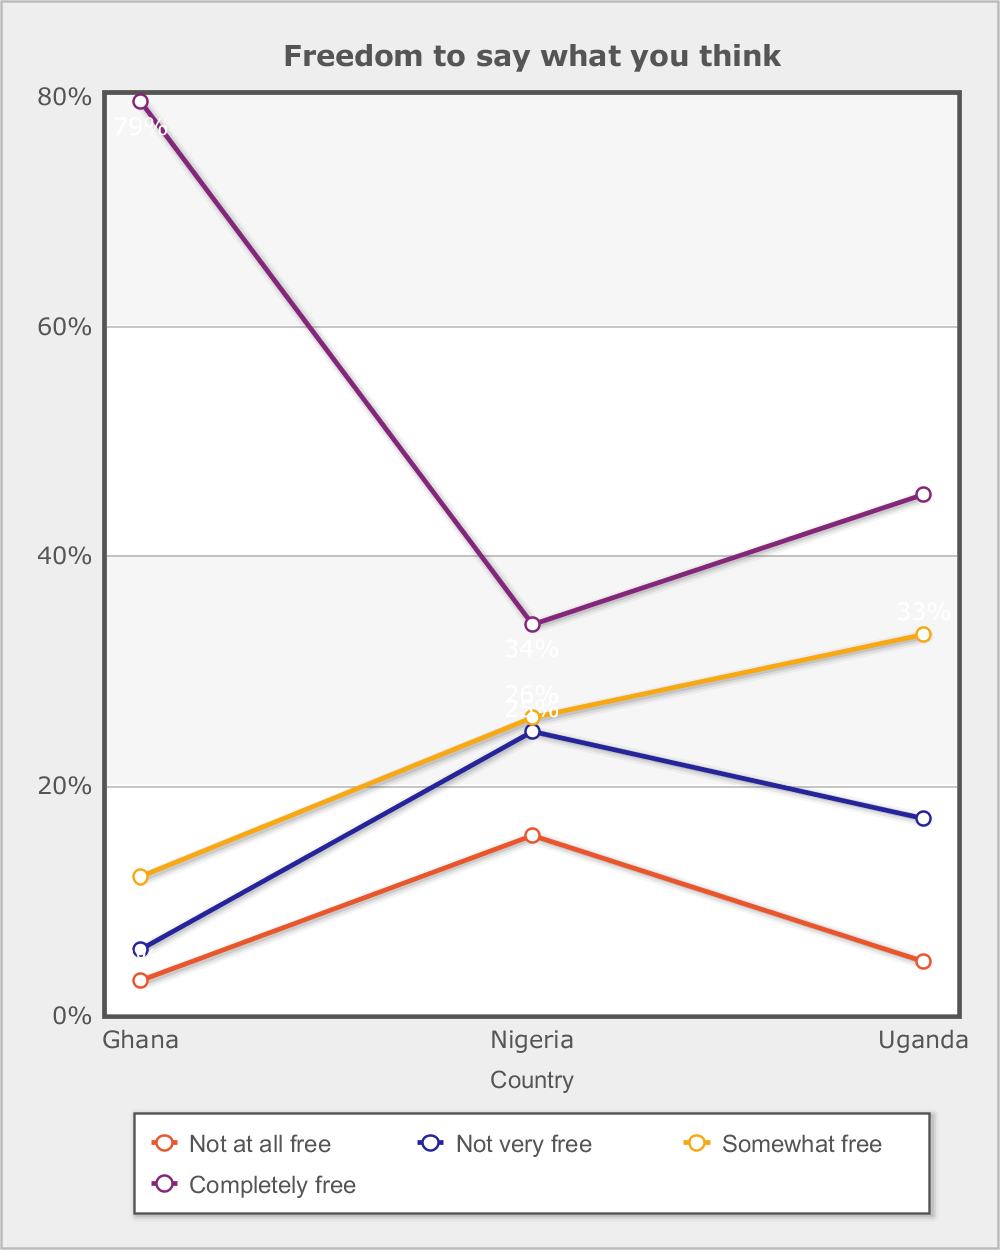 Freedom to say what you think
80%
79%
60%
40%
33%
34%
26%
25%
20%
0%
Ghana Nigeria Uganda
Country
Not at all free Not very free Somewhat free
Completely free